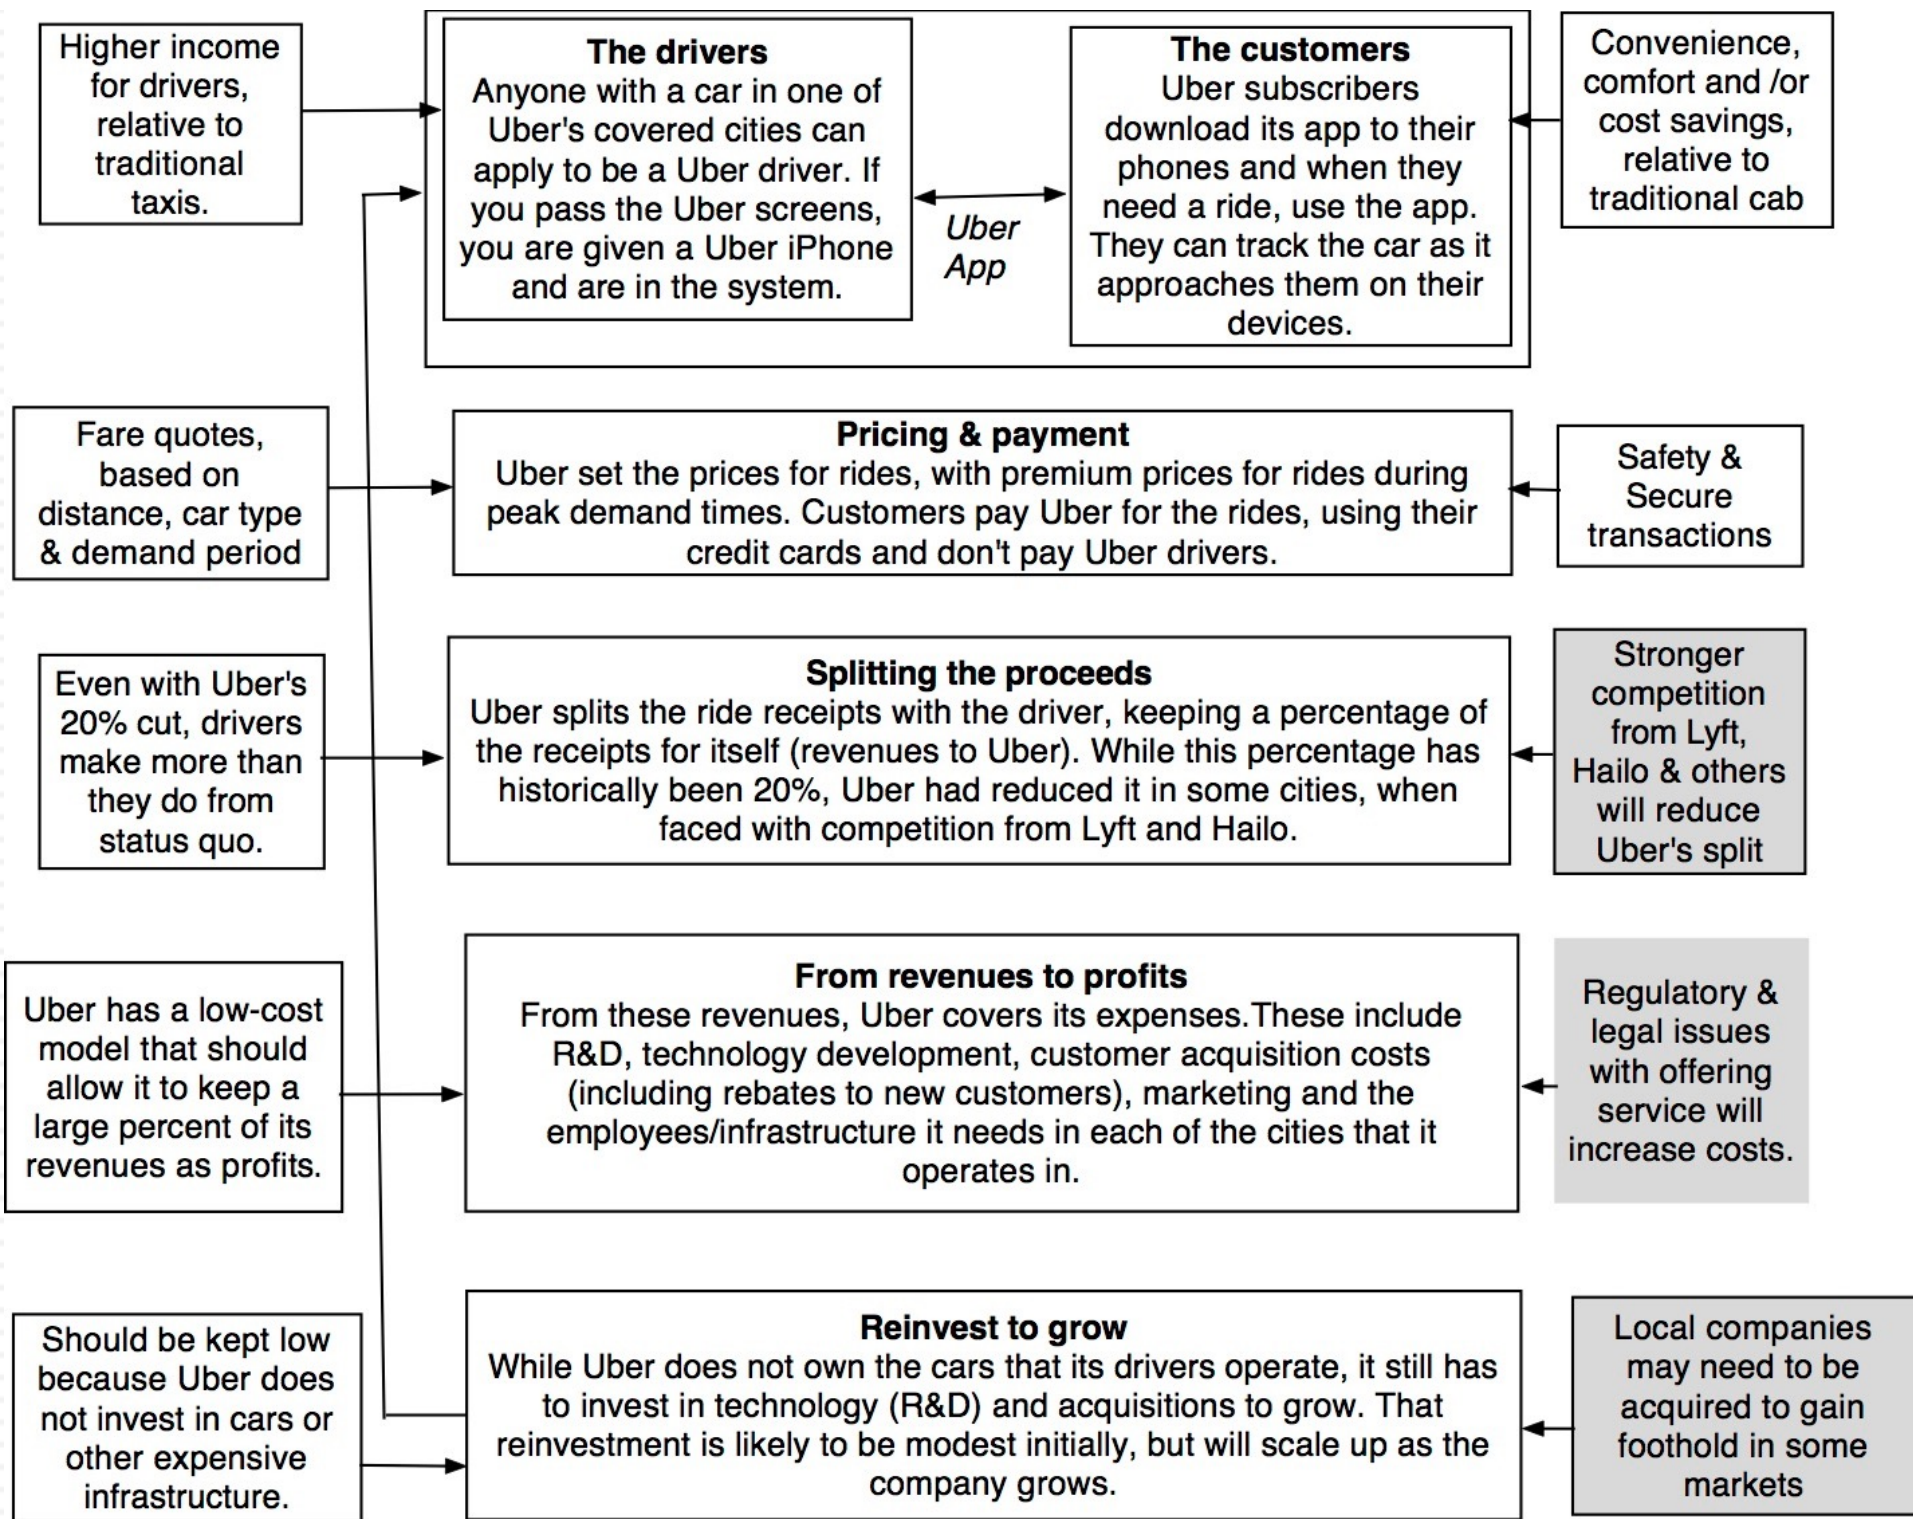 Higher income
for drivers,
relative to
traditional
taxis.
The drivers
Anyone with a car in one of
Uber's covered cities can
apply to be a Uber driver. If
you pass the Uber screens,
you are given a Uber iPhone
and are in the system.
Uber
App
The customers
Uber subscribers
download its app to their
phones and when they
need a ride, use the app.
They can track the car as it
approaches them on their
devices.
Convenience,
comfort and /or
cost savings,
relative to
traditional cab
Fare quotes,
based on
distance, car type
& demand period
Pricing & payment
Uber set the prices for rides, with premium prices for rides during
peak demand times. Customers pay Uber for the rides, using their
credit cards and don't pay Uber drivers.
Safety &
Secure
transactions
Even with Uber's
20% cut, drivers
make more than
they do from
status quo.
Splitting the proceeds
Uber splits the ride receipts with the driver, keeping a percentage of
the receipts for itself (revenues to Uber). While this percentage has
historically been 20%, Uber had reduced it in some cities, when
faced with competition from Lyft and Hailo.
Stronger
competition
from Lyft,
Hailo & others
will reduce
Uber's split
Uber has a low-cost
model that should
allow it to keep a
large percent of its
revenues as profits.
From revenues to profits
From these revenues, Uber covers its expenses.These include
R&D, technology development, customer acquisition costs
(including rebates to new customers), marketing and the
employees/infrastructure it needs in each of the cities that it
operates in.
Regulatory &
legal issues
with offering
service will
increase costs.
Should be kept low
because Uber does
not invest in cars or
other expensive
infrastructure.
Reinvest to grow
While Uber does not own the cars that its drivers operate, it still has
to invest in technology (R&D) and acquisitions to grow. That
reinvestment is likely to be modest initially, but will scale up as the
company grows.
Local companies
may need to be
acquired to gain
foothold in some
markets